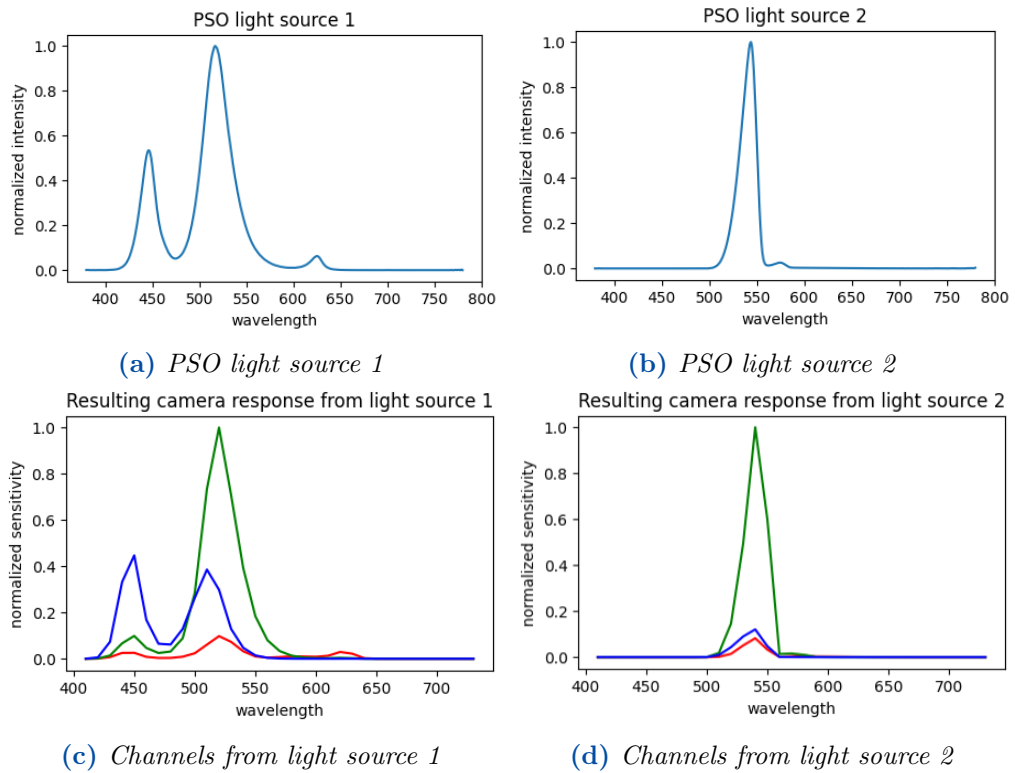 PSO light source 1
normalized intensity
1.0
0.8
0.6
0.4
0.2
0.0
400 450 500 550 600 650 700 750 800
wavelength
(a) PSO light source 1
PSO light source 2
normalized intensity
1.0
0.8
0.6
0.4
0.2
0.0
400 450 500 550 600 650 700 750 800
wavelength
(b) PSO light source 2
Resulting camera response from light source 1
normalized sensitivity
1.0
0.8
0.6
0.4
0.2
0.0
400 450 500 550 600 650 700
wavelength
(c) Channels from light source 1
Resulting camera response from light source 2
normalized sensitivity
1.0
0.8
0.6
0.4
0.2
0.0
400 450 500 550 600 650 700
wavelength
(d) Channels from light source 2